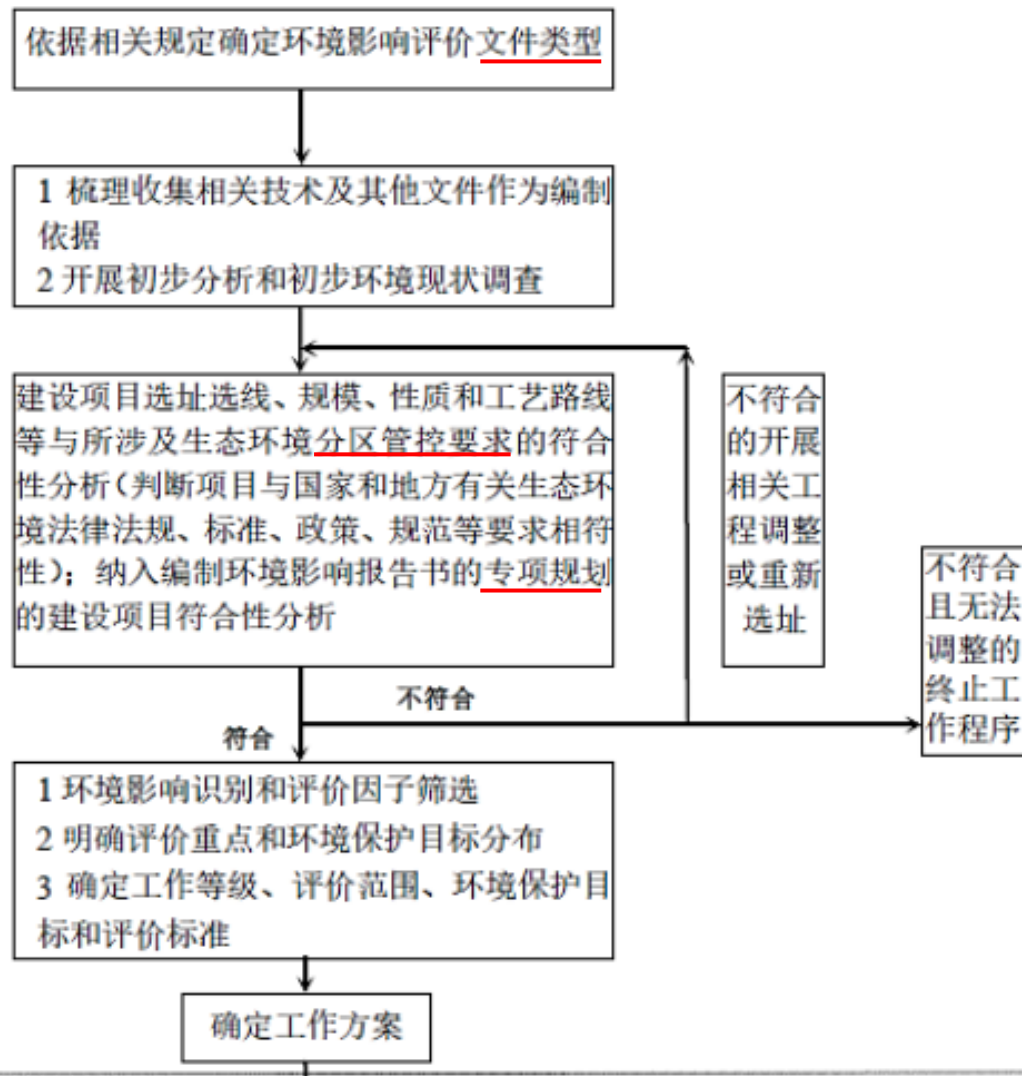 依据相关规定确定环境影响评价文件类型
1 梳理收集相关技术及其他文件作为编制
依据
2 开展初步分析和初步环境现状调查
建设项目选址选线、规模、性质和工艺路线
等与所涉及生态环境分区管控要求的符合
性分析(判断项目与国家和地方有关生态环
境法律法规、标准、政策、规范等要求相符
性); 纳入编制环境影响报告书的专项规划
的建设项目符合性分析
不符合
的开展
相关工
程调整
或重新
选址
不符合
且无法
调整的
终止工
作程序
不符合
符合
1 环境影响识别和评价因子筛选
2 明确评价重点和环境保护目标分布
3 确定工作等级、评价范围、环境保护目
标和评价标准
确定工作方案